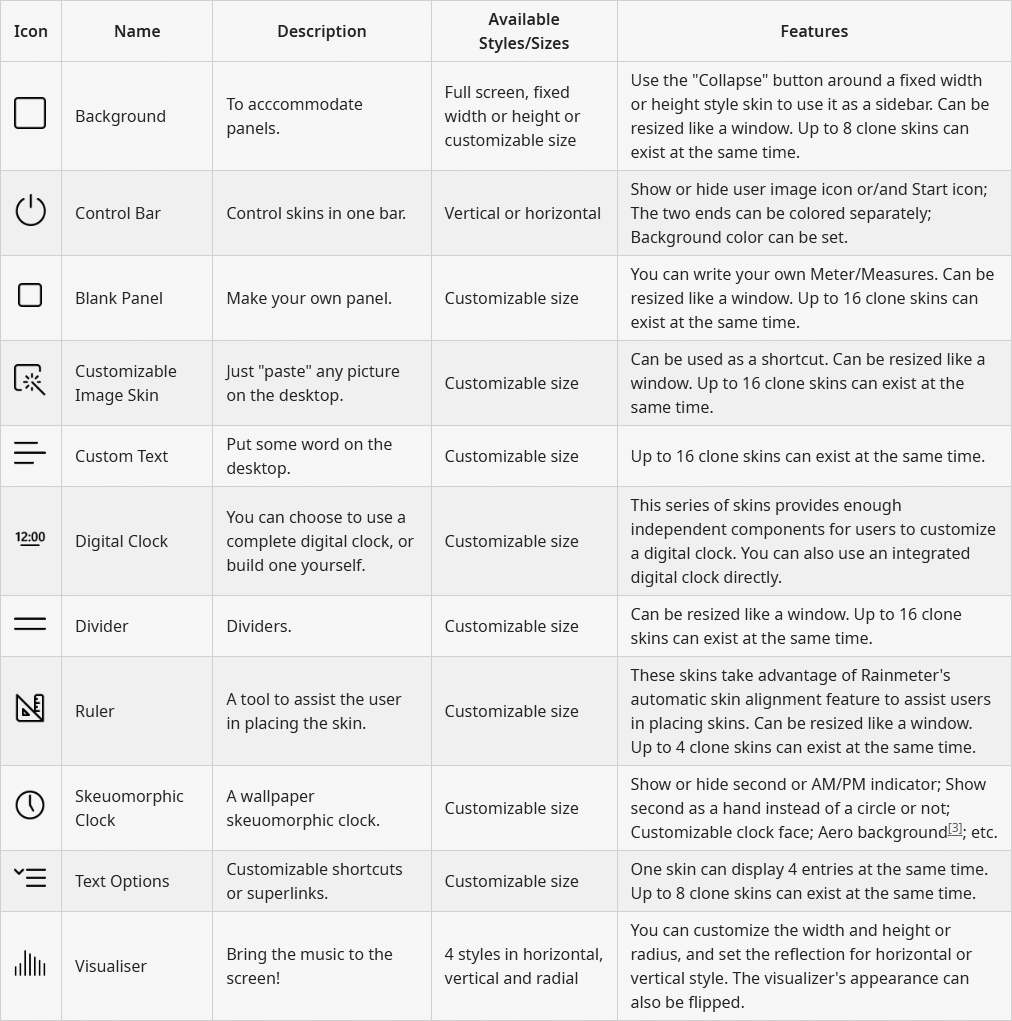 Icon
Name
Description
Available
Styles/Sizes
Features
Background
To acccommodate
panels.
Full screen, fixed
width or height or
customizable size
Use the "Collapse" button around a fixed width
or height style skin to use it as a sidebar. Can be
resized like a window. Up to 8 clone skins can
exist at the same time.
Control Bar
Control skins in one bar.
Vertical or horizontal
Show or hide user image icon or/and Start icon;
The two ends can be colored separately;
Background color can be set.
Blank Panel
Make your own panel.
Customizable size
You can write your own Meter/Measures. Can be
resized like a window. Up to 16 clone skins can
exist at the same time.
Customizable
Image Skin
Just "paste" any picture
on the desktop.
Customizable size
Can be used as a shortcut. Can be resized like a
window. Up to 16 clone skins can exist at the
same time.
Custom Text
Put some word on the
desktop.
Customizable size
Up to 16 clone skins can exist at the same time.
12:00
Digital Clock
You can choose to use a
complete digital clock, or
build one yourself.
Customizable size
This series of skins provides enough
independent components for users to customize
a digital clock. You can also use an integrated
digital clock directly.
Divider
Dividers.
Customizable size
Can be resized like a window. Up to 16 clone
skins can exist at the same time.
Ruler
A tool to assist the user
in placing the skin.
Customizable size
These skins take advantage of Rainmeter's
automatic skin alignment feature to assist users
in placing skins. Can be resized like a window.
Up to 4 clone skins can exist at the same time.
Skeuomorphic
Clock
A wallpaper
skeuomorphic clock.
Customizable size
Show or hide second or AM/PM indicator; Show
second as a hand instead of a circle or not;
Customizable clock face; Aero background[3]; etc.
Text Options
Customizable shortcuts
or superlinks.
Customizable size
One skin can display 4 entries at the same time.
Up to 8 clone skins can exist at the same time.
Visualiser
Bring the music to the
screen!
4 styles in horizontal,
vertical and radial
You can customize the width and height or
radius, and set the reflection for horizontal or
vertical style. The visualizer's appearance can
also be flipped.